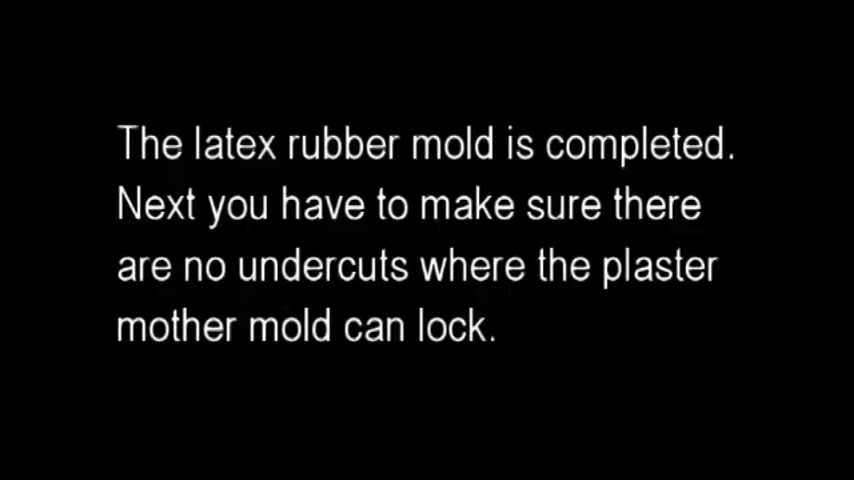 The latex rubber mold is completed.
Next you have to make sure there
are no undercuts where the plaster
mother mold can lock.